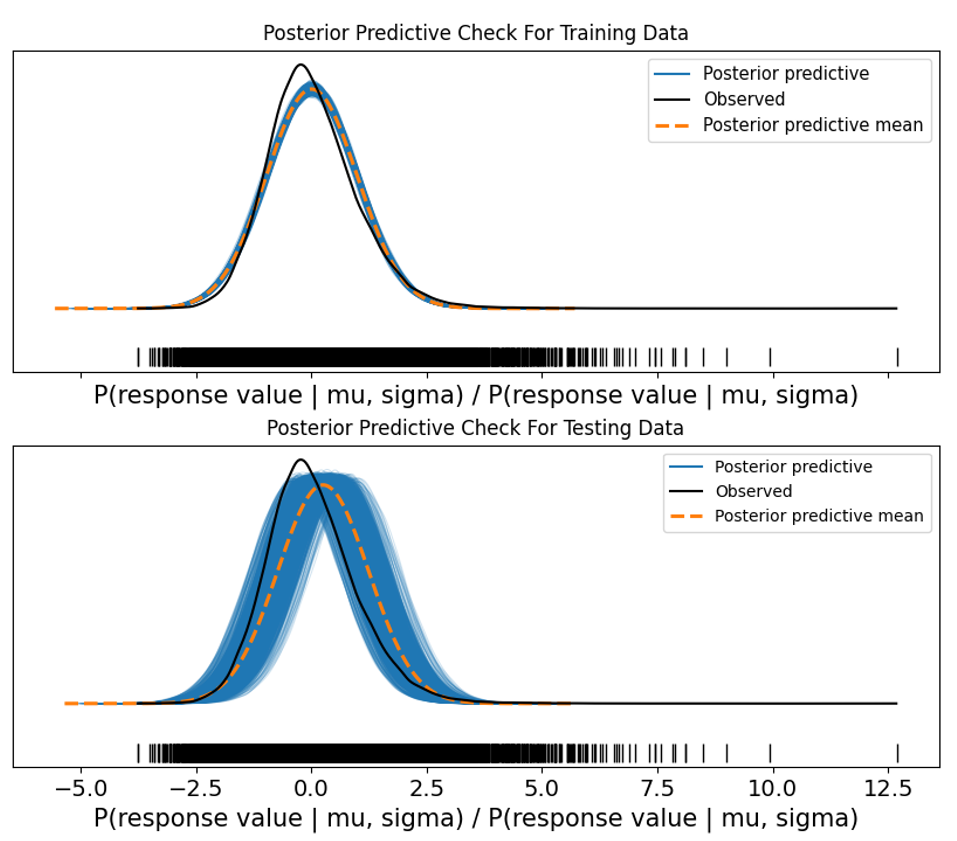 Posterior Predictive Check For Training Data
Posterior predictive
Observed
Posterior predictive mean
P(response value | mu, sigma) / P(response value | mu, sigma)
Posterior Predictive Check For Testing Data
Posterior predictive
Observed
Posterior predictive mean
−5.0 −2.5 0.0 2.5 5.0 7.5 10.0 12.5
P(response value | mu, sigma) / P(response value | mu, sigma)